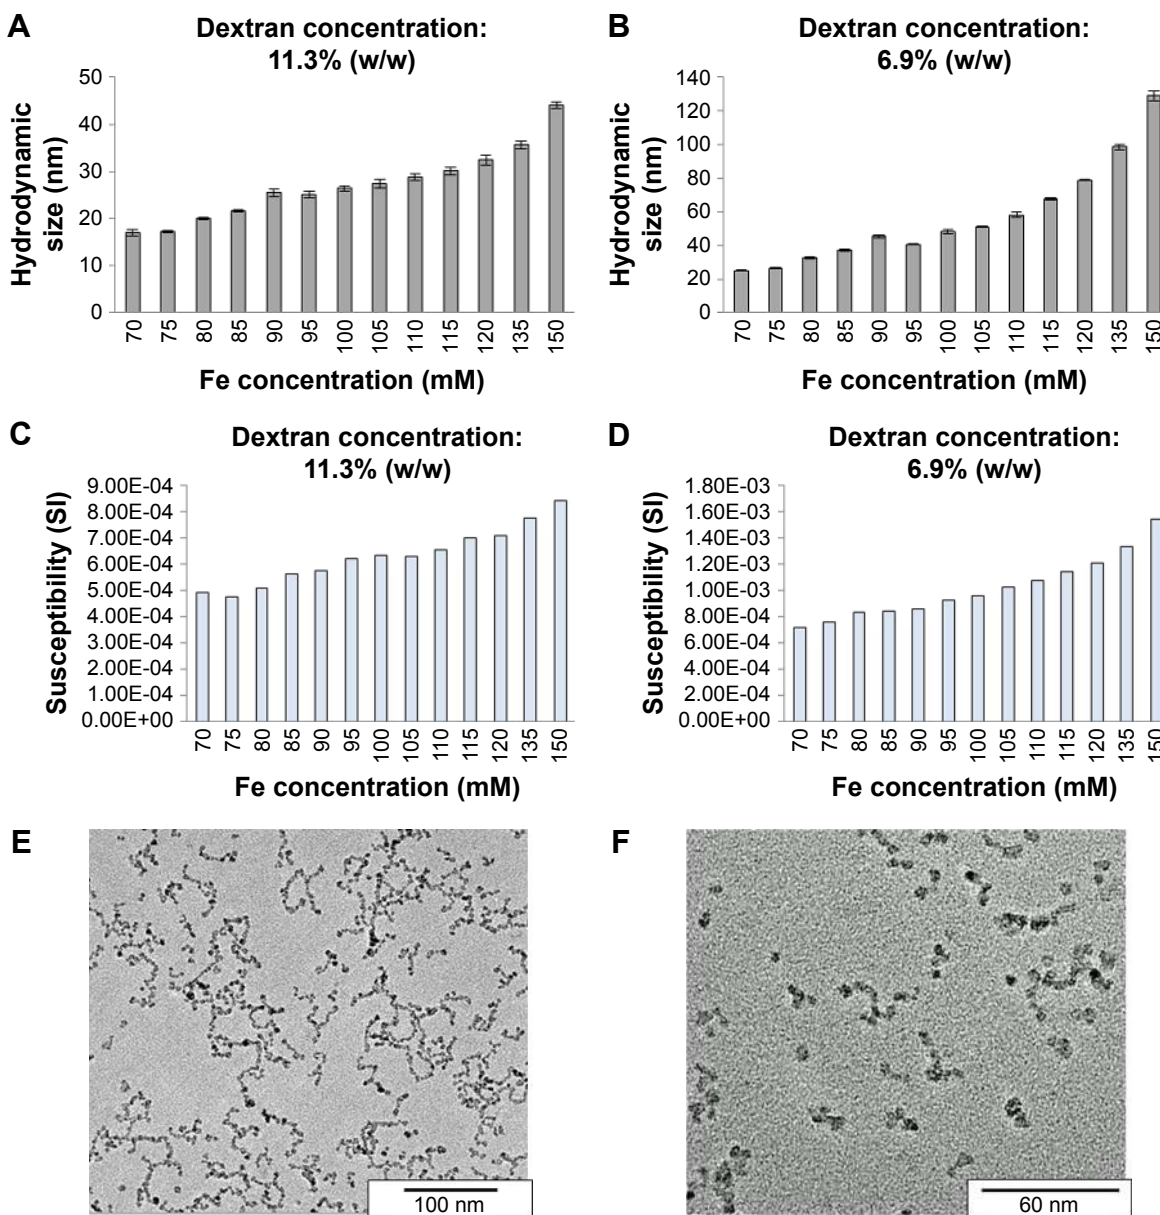 A
Dextran concentration:
11.3% (w/w)
Hydrodynamic
size (nm)
50
40
30
20
10
0
70 75 80 85 90 95 100 105 110 115 120 135 150
Fe concentration (mM)
B
Dextran concentration:
6.9% (w/w)
Hydrodynamic
size (nm)
140
120
100
80
60
40
20
0
70 75 80 85 90 95 100 105 110 115 120 135 150
Fe concentration (mM)
C
Dextran concentration:
11.3% (w/w)
Susceptibility (SI)
9.00E-04
8.00E-04
7.00E-04
6.00E-04
5.00E-04
4.00E-04
3.00E-04
2.00E-04
1.00E-04
0.00E+00
70 75 80 85 90 95 100 105 110 115 120 135 150
Fe concentration (mM)
D
Dextran concentration:
6.9% (w/w)
Susceptibility (SI)
1.80E-03
1.60E-03
1.40E-03
1.20E-03
1.00E-03
8.00E-04
6.00E-04
4.00E-04
2.00E-04
0.00E+00
70 75 80 85 90 95 100 105 110 115 120 135 150
Fe concentration (mM)
E
100 nm
F
60 nm